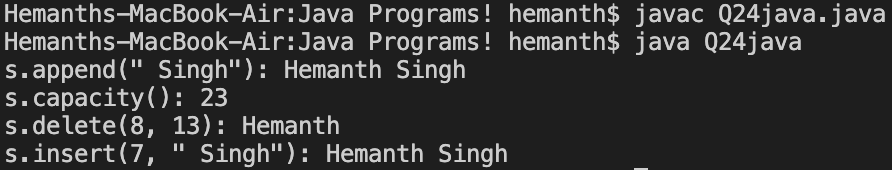 Hemanths-MacBook-Air:Java Programs! hemanth$ javac Q24java.java
Hemanths-MacBook-Air:Java Programs! hemanth$ java Q24java
s.append(" Singh"): Hemanth Singh
s.capacity(): 23
s.delete(8, 13): Hemanth
s.insert(7, " Singh"): Hemanth Singh